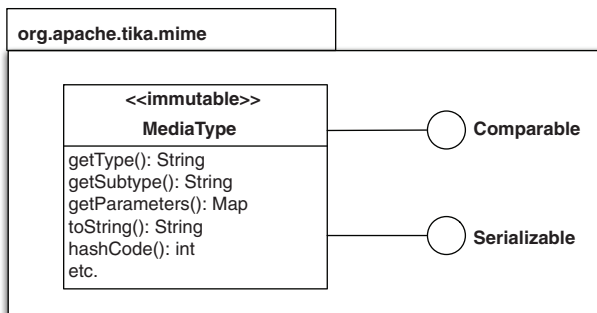 org.apache.tika.mime
<<immutable>>
MediaType
Comparable
getType(): String
getSubtype(): String
getParameters(): Map
toString(): String
hashCode(): int
etc.
Serializable